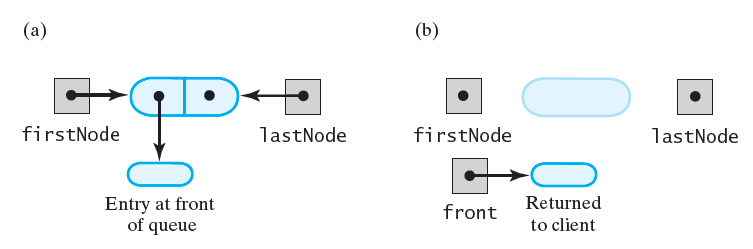 (a)
firstNode
lastNode
Entry at front
of queue
(b)
firstNode
lastNode
front
Returned
to client